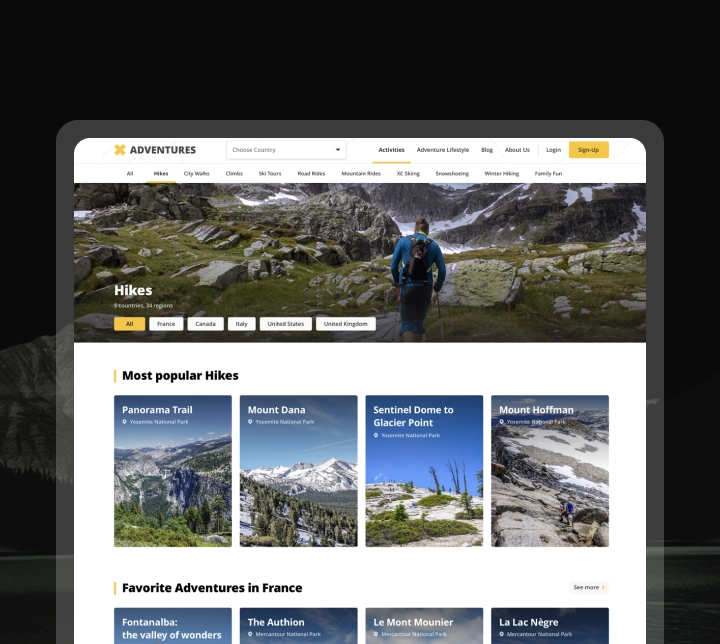 ADVENTURES
Choose Country
Activities Adventure Lifestyle Blog About Us Login Sign-Up
All Hikes City Walks Climbs Ski Tours Road Rides Mountain Rides XC Skiing Snowshoeing Winter Hiking Family Fun
Hikes
5 countries, 34 regions
All France Canada Italy United States United Kingdom
Most popular Hikes
Panorama Trail
Yosemite National Park
Mount Dana
Yosemite National Park
Sentinel Dome to
Glacier Point
Yosemite National Park
Mount Hoffman
Yosemite National Park
Favorite Adventures in France
See more
Fontanalba:
the valley of wonders
The Authion
Mercantour National Park
Le Mont Mounier
Mercantour National Park
La Lac Nègre
Mercantour National Park